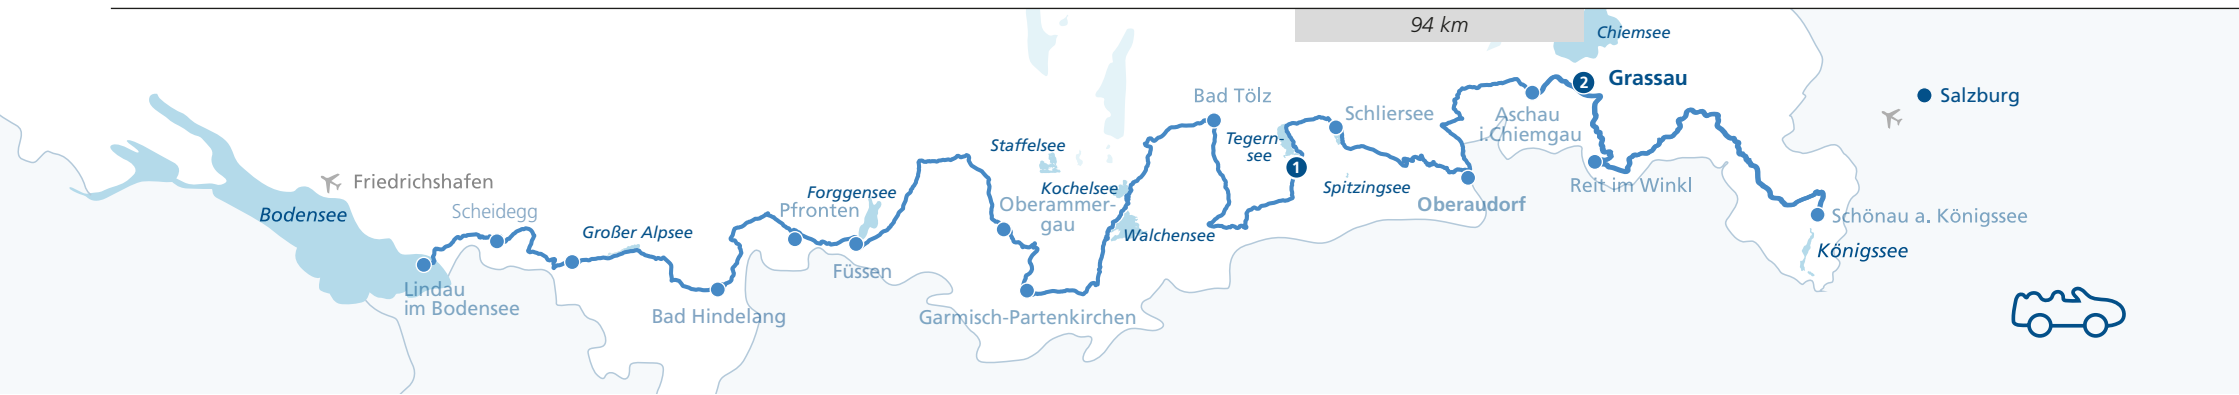 94 km
Chiemsee
2
Grassau
Salzburg
Bad Tölz
Schliersee
Aschau
i.Chiemgau
Tegern-
see
1
Staffelsee
Friedrichshafen
Kochelsee
Spitzingsee
Reit im Winkl
Forggensee
Oberammer-
gau
Oberaudorf
Pfronten
Scheidegg
Bodensee
Schönau a. Königssee
Großer Alpsee
Walchensee
Königssee
Füssen
Lindau
im Bodensee
Bad Hindelang
Garmisch-Partenkirchen